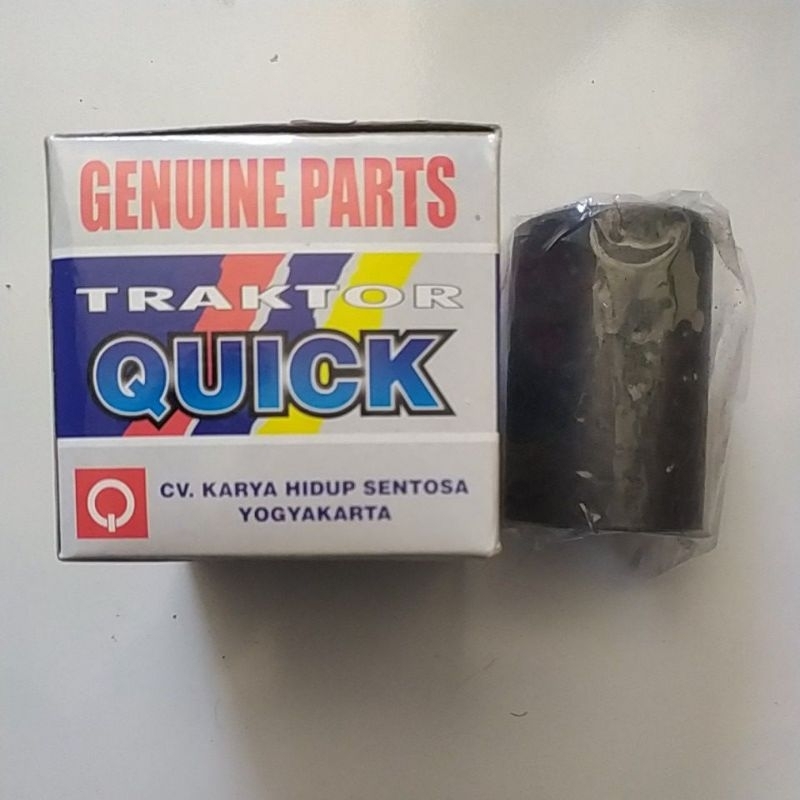 GENUINE PARTS
TRAKTOR
QUICK
CV. KARYA HIDUP SENTOSA
YOGYAKARTA